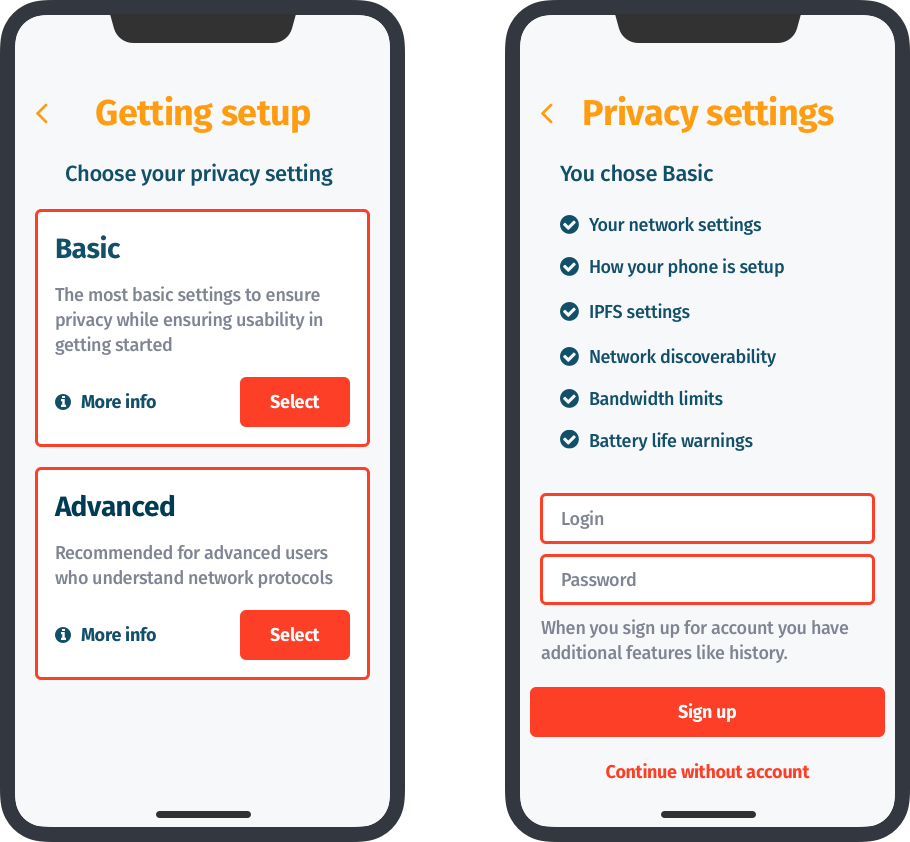 Getting setup
Choose your privacy setting
Basic
The most basic settings to ensure
privacy while ensuring usability in
getting started
More info
Select
Advanced
Recommended for advanced users
who understand network protocols
More info
Select
Privacy settings
You chose Basic
Your network settings
How your phone is setup
IPFS settings
Network discoverability
Bandwidth limits
Battery life warnings
Login
Password
When you sign up for account you have
additional features like history.
Sign up
Continue without account